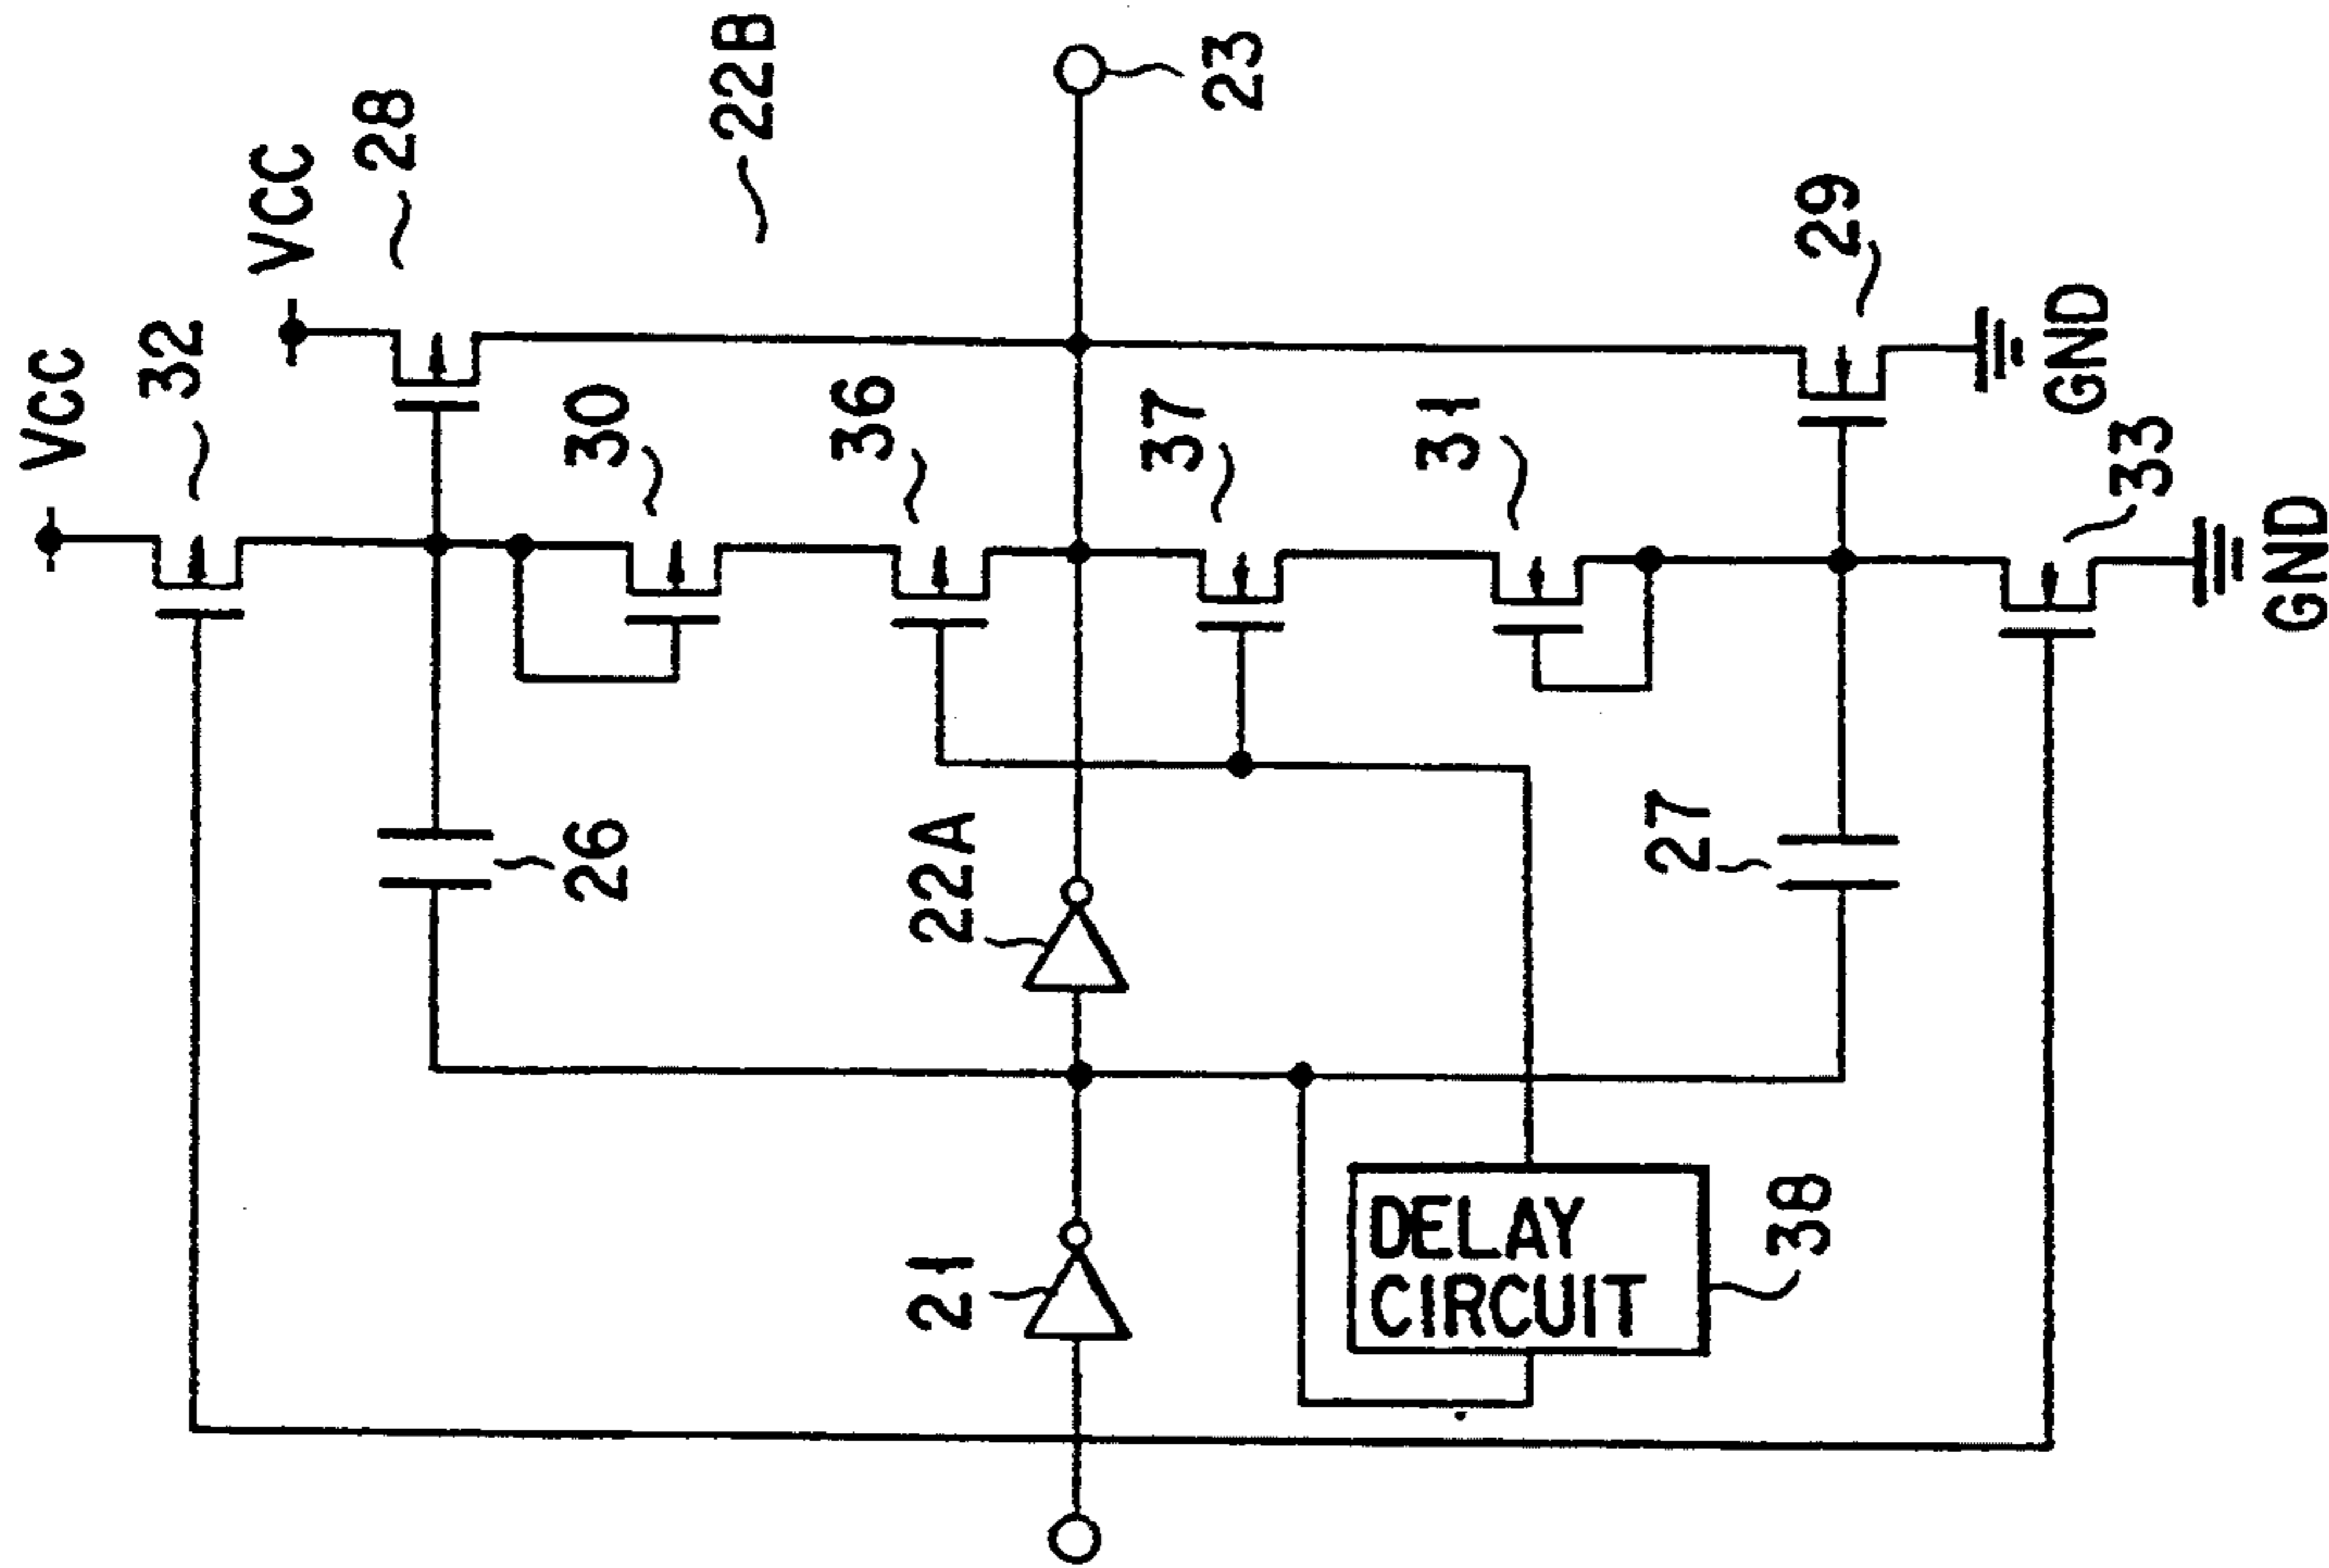 VCC
32
VCC
28
22B
30
36
23
37
31
29
GND
33
GND
26
22A
27
21
DELAY
CIRCUIT
38